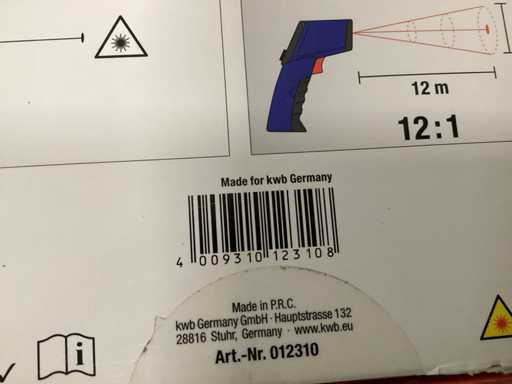 12 m
12:1
Made for kwb Germany
4 009310 123108
Made in P.R.C.
kwb Germany GmbH · Hauptstrasse 132
28816 Stuhr, Germany · www.kwb.eu
Art.-Nr. 012310
i